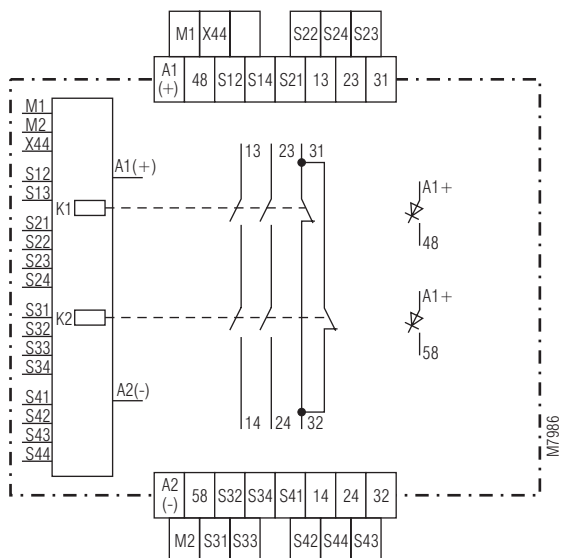 M1 X44 S22 S24 S23
A1 (+) 48 S12 S14 S21 13 23 31
M1
M2
X44
S12
S13
S21
S22
S23
S24
S31
S32
S33
S34
S41
S42
S43
S44
K1
K2
A1(+)
A2(-)
13 23 31
14 24 32
A1+
48
A1+
58
M7986
A2 (-) 58 S32 S34 S41 14 24 32
M2 S31 S33 S42 S44 S43